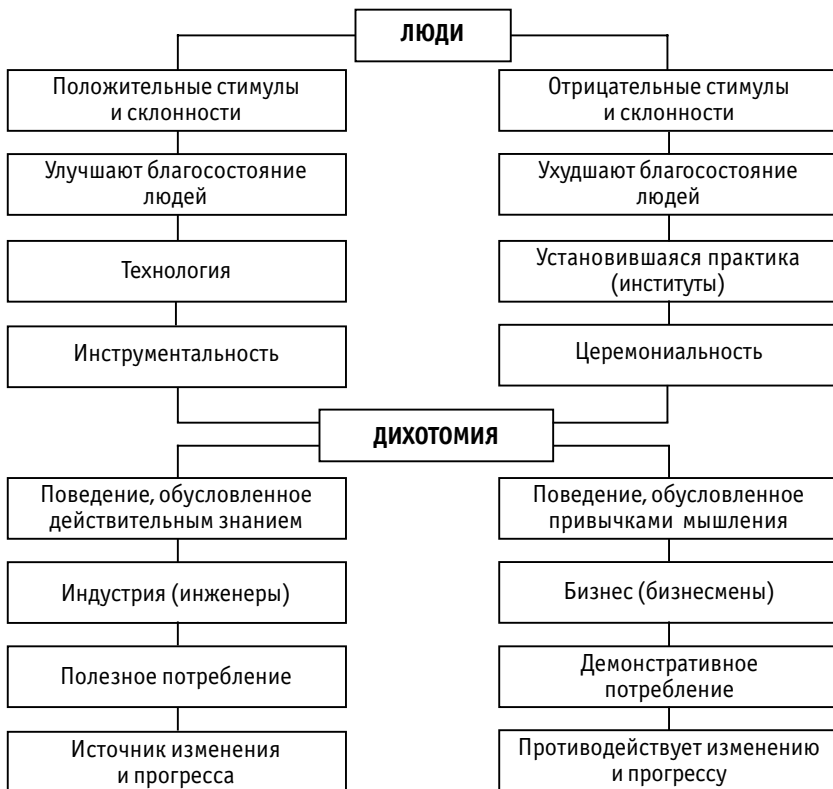 ЛЮДИ
Положительные стимулы
и склонности
Отрицательные стимулы
и склонности
Улучшают благосостояние
людей
Ухудшают благосостояние
людей
Технология
Установившаяся практика
(институты)
Инструментальность
Церемониальность
ДИХОТОМИЯ
Поведение, обусловленное
действительным знанием
Поведение, обусловленное
привычками мышления
Индустрия (инженеры)
Бизнес (бизнесмены)
Полезное потребление
Демонстративное
потребление
Источник изменения
и прогресса
Противодействует изменению
и прогрессу